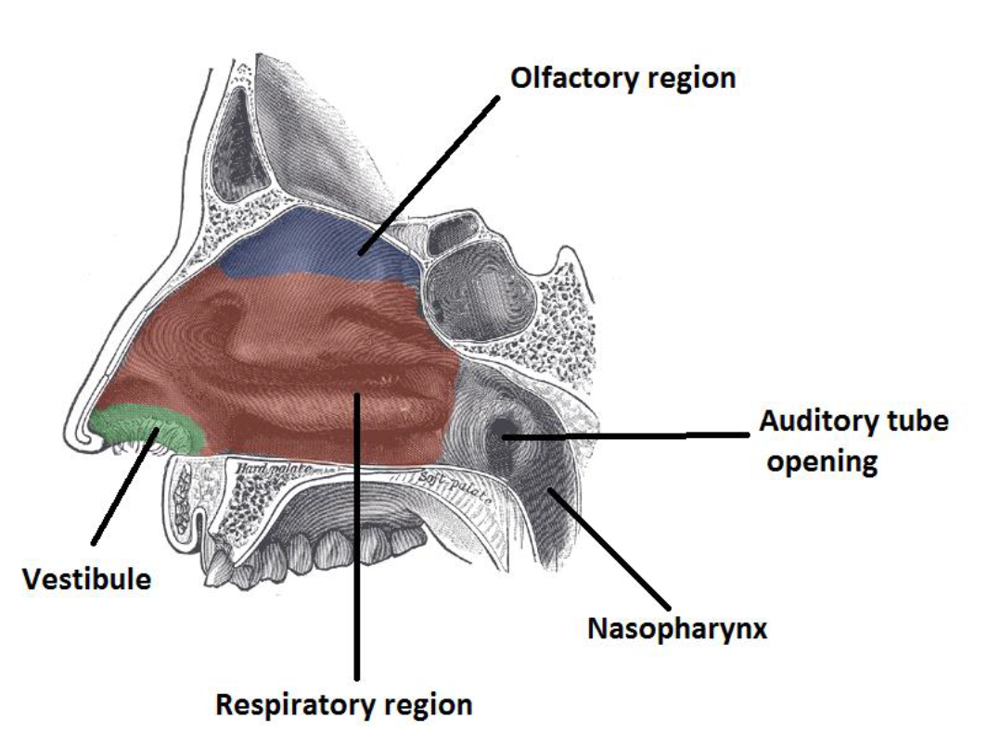 Olfactory region
Auditory tube
opening
Hard palate
Soft palate
Vestibule
Nasopharynx
Respiratory region